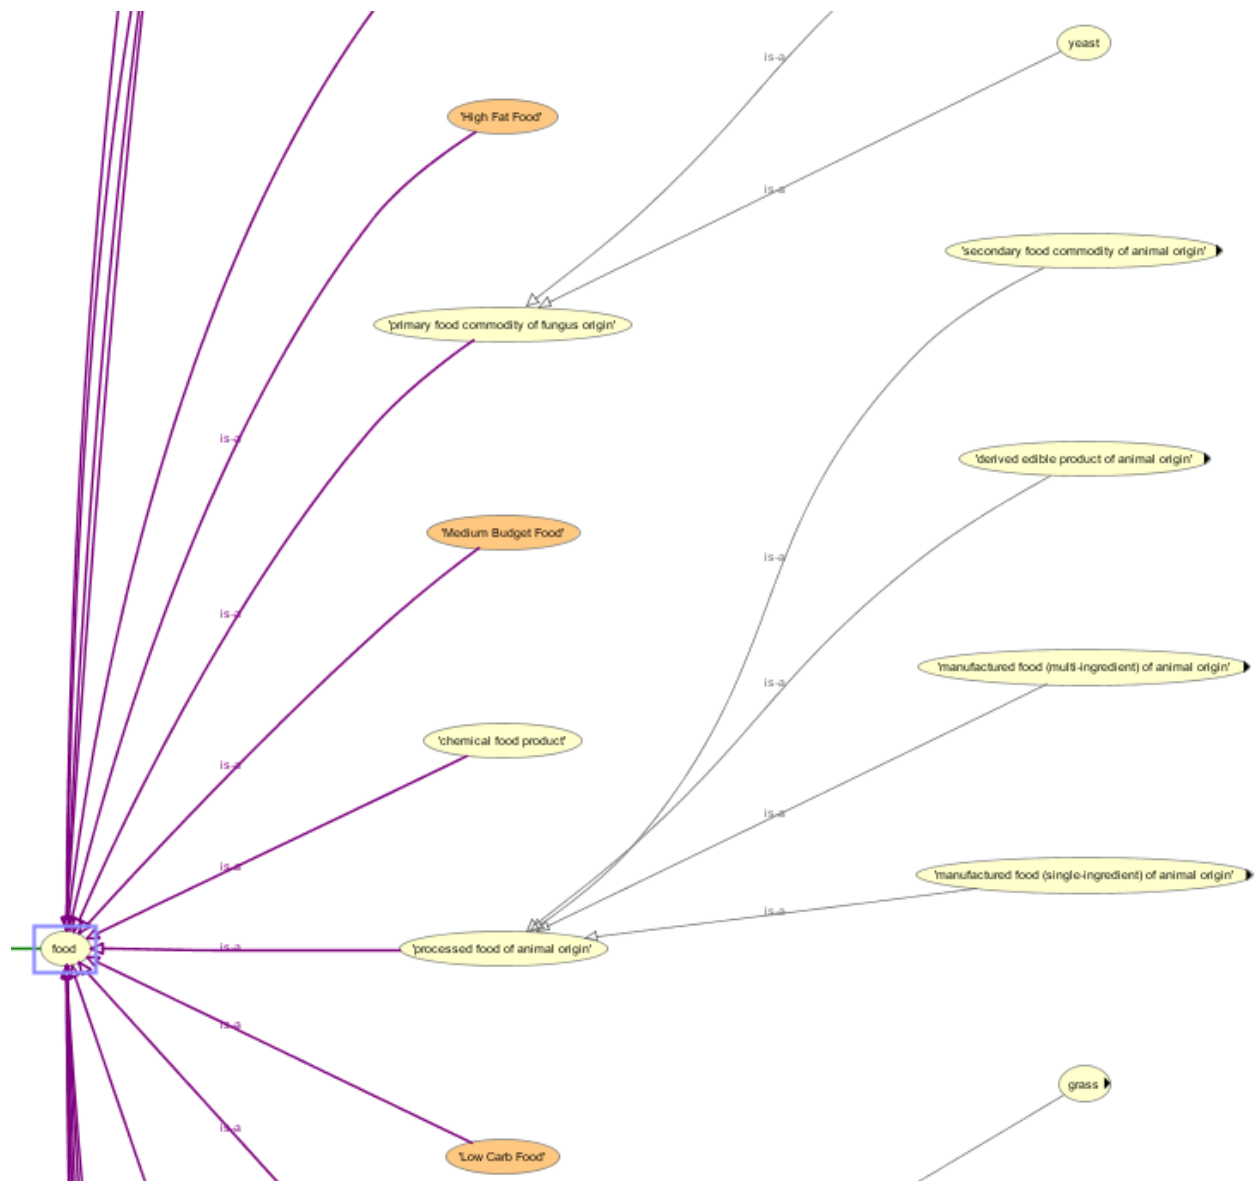 is-a
yeast
'High Fat Food'
is-a
'secondary food commodity of animal origin'
'primary food commodity of fungus origin'
is-a
'derived edible product of animal origin'
'Medium Budget Food'
is-a
is-a
'manufactured food (multi-ingredient) of animal origin'
is-a
'chemical food product'
is-a
is-a
is-a
'manufactured food (single-ingredient) of animal origin'
is-a
food
is-a
'processed food of animal origin'
is-a
grass
is-a
'Low Carb Food'